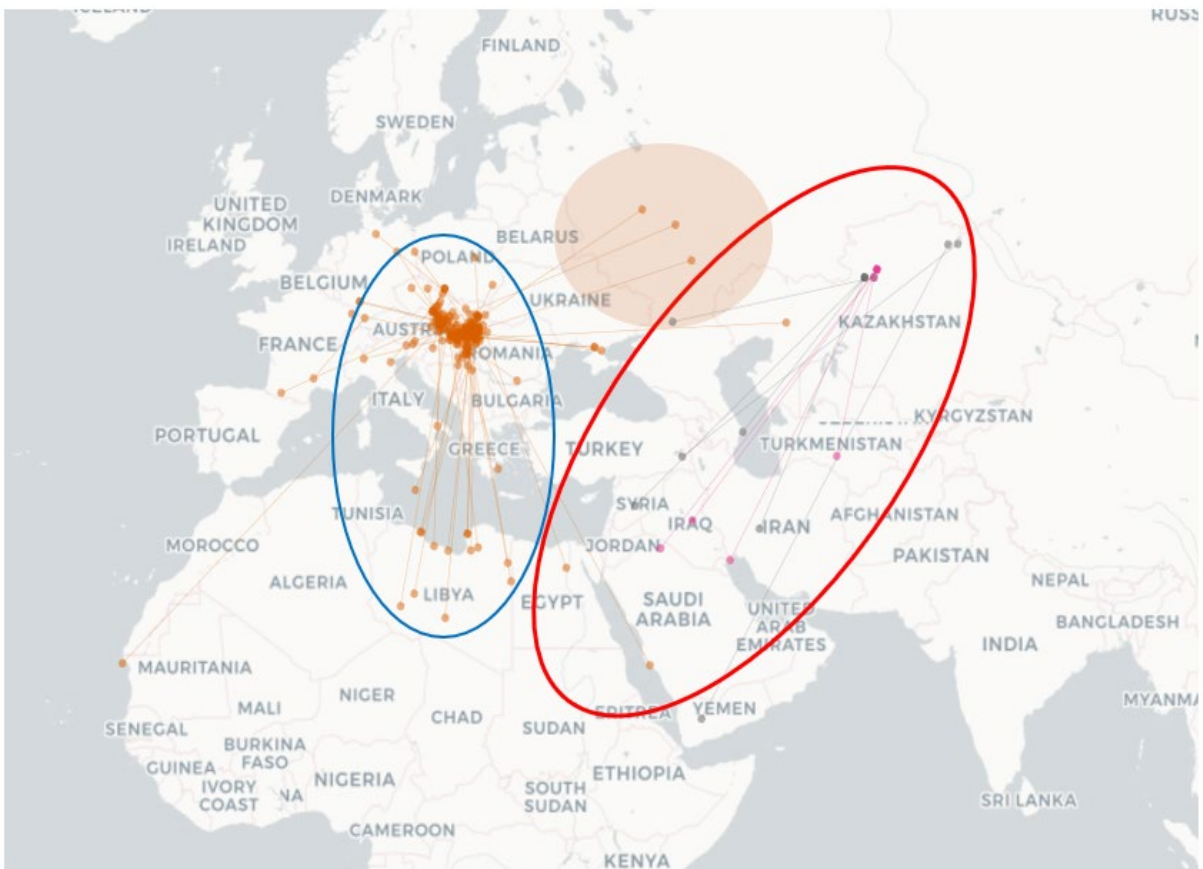 ICELAND
RUSS
FINLAND
SWEDEN
DENMARK
UNITED
KINGDOM
IRELAND
BELARUS
POLAND
BELGIUM
UKRAINE
AUSTR
KAZAKHSTAN
FRANCE
ROMANIA
ITALY
BULGARIA
KYRGYZSTAN
PORTUGAL
GREECE
TURKEY
TURKMENISTAN
SYRIA
TUNISIA
IRAQ
IRAN
AFGHANISTAN
MOROCCO
JORDAN
PAKISTAN
ALGERIA
LIBYA
EGYPT
SAUDI
ARABIA
NEPAL
UNITED
ARAB
EMIRATES
BANGLADESH
INDIA
MAURITANIA
NIGER
MALI
CHAD
ERITREA
YEMEN
MYANMA
SENEGAL
SUDAN
BURKINA
FASO
GUINEA
NIGERIA
ETHIOPIA
IVORY
COAST
NA
SOUTH
SUDAN
SRI LANKA
CAMEROON
KENYA